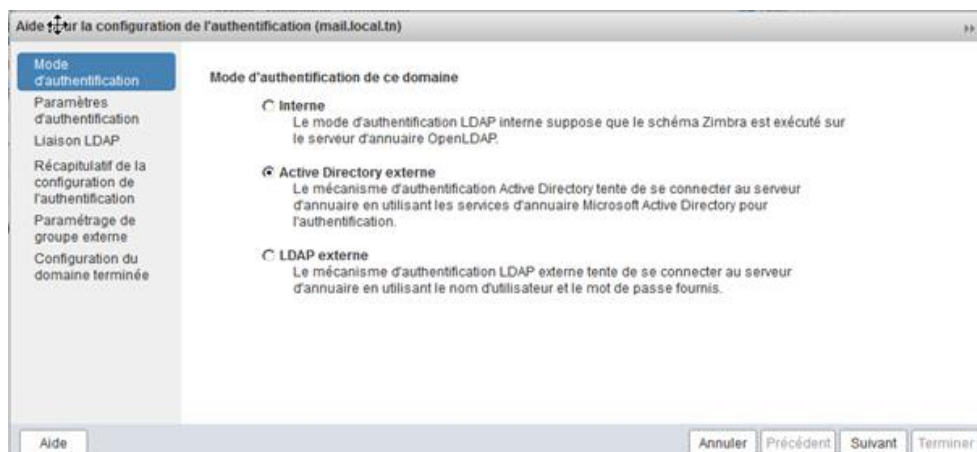 Aide sur la configuration de l'authentification (mail.local.tn)
Mode
d'authentification
Paramètres
d'authentification
Liaison LDAP
Récapitulatif de la
configuration de
l'authentification
Paramétrage de
groupe externe
Configuration du
domaine terminée
Mode d'authentification de ce domaine
Interne
Le mode d'authentification LDAP interne suppose que le schéma Zimbra est exécuté sur
le serveur d'annuaire OpenLDAP.
Active Directory externe
Le mécanisme d'authentification Active Directory tente de se connecter au serveur
d'annuaire en utilisant les services d'annuaire Microsoft Active Directory pour
l'authentification.
LDAP externe
Le mécanisme d'authentification LDAP externe tente de se connecter au serveur
d'annuaire en utilisant le nom d'utilisateur et le mot de passe fournis.
Aide
Annuler
Précédent
Suivant
Terminer